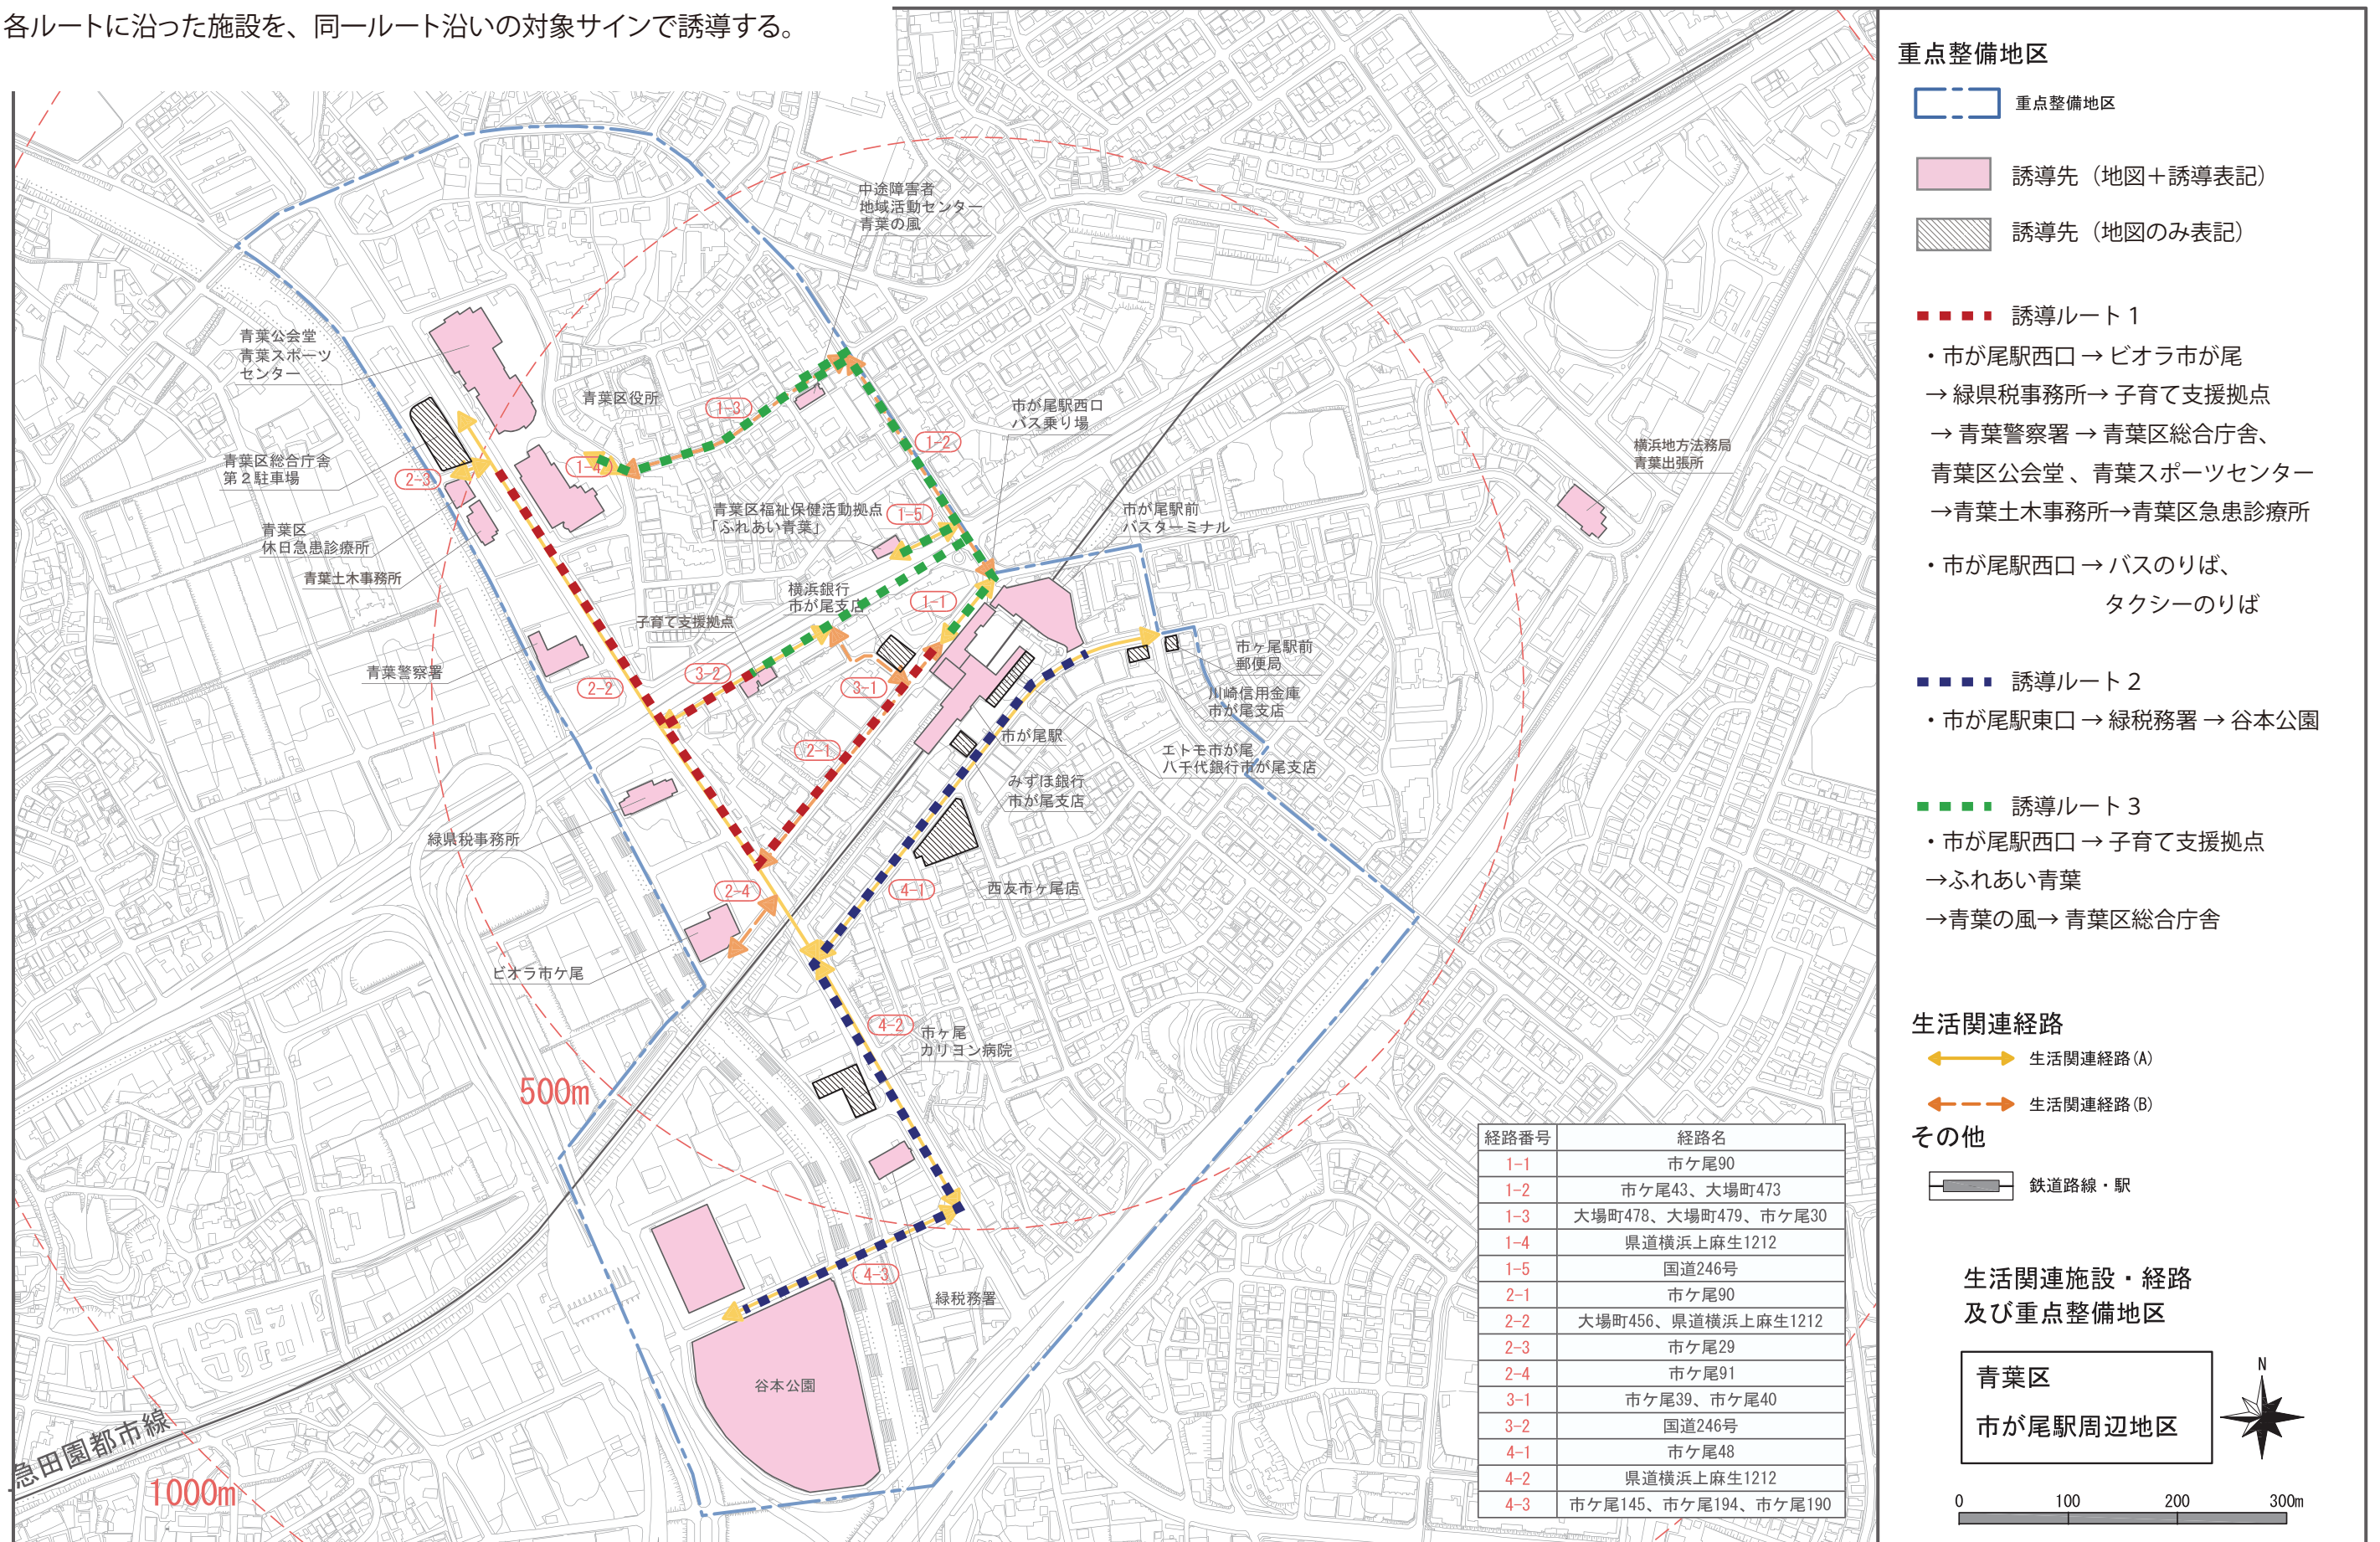 各ルートに沿った施設を、同一ルート沿いの対象サインで誘導する。
中途障害者
地域活動センター
青葉の風
青葉公会堂
青葉スポーツ
センター
青葉区役所
1-3
1-2
市が尾駅西口
バス乗り場
横浜地方法務局
青葉出張所
青葉区総合庁舎
第2駐車場
2-3
1-4
青葉区福祉保健活動拠点
「ふれあい青葉」
1-5
市が尾駅前
バスターミナル
青葉区
休日急患診療所
青葉土木事務所
横浜銀行
市が尾支店
1-1
子育て支援拠点
市ヶ尾駅前
郵便局
青葉警察署
2-2
3-2
3-1
川崎信用金庫
市が尾支店
2-1
市が尾駅
エトモ市が尾
八千代銀行市が尾支店
みずほ銀行
市が尾支店
緑県税事務所
2-4
4-1
西友市ヶ尾店
ビオラ市ケ尾
4-2
市ヶ尾
カリヨン病院
500m
4-3
緑税務署
谷本公園
急田園都市線
1000m
経路番号 経路名
1-1 市ケ尾90
1-2 市ケ尾43、大場町473
1-3 大場町478、大場町479、市ケ尾30
1-4 県道横浜上麻生1212
1-5 国道246号
2-1 市ケ尾90
2-2 大場町456、県道横浜上麻生1212
2-3 市ケ尾29
2-4 市ケ尾91
3-1 市ケ尾39、市ケ尾40
3-2 国道246号
4-1 市ケ尾48
4-2 県道横浜上麻生1212
4-3 市ケ尾145、市ケ尾194、市ケ尾190
重点整備地区
重点整備地区
誘導先（地図＋誘導表記）
誘導先（地図のみ表記）
誘導ルート1
・市が尾駅西口→ビオラ市が尾
→緑県税事務所→子育て支援拠点
→青葉警察署→青葉区総合庁舎、
青葉区公会堂、青葉スポーツセンター
→青葉土木事務所→青葉区急患診療所
・市が尾駅西口→バスのりば、
タクシーのりば
誘導ルート2
・市が尾駅東口→緑税務署→谷本公園
誘導ルート3
・市が尾駅西口→子育て支援拠点
→ふれあい青葉
→青葉の風→青葉区総合庁舎
生活関連経路
生活関連経路(A)
生活関連経路(B)
その他
鉄道路線・駅
生活関連施設・経路
及び重点整備地区
青葉区
市が尾駅周辺地区
N
0 100 200 300m